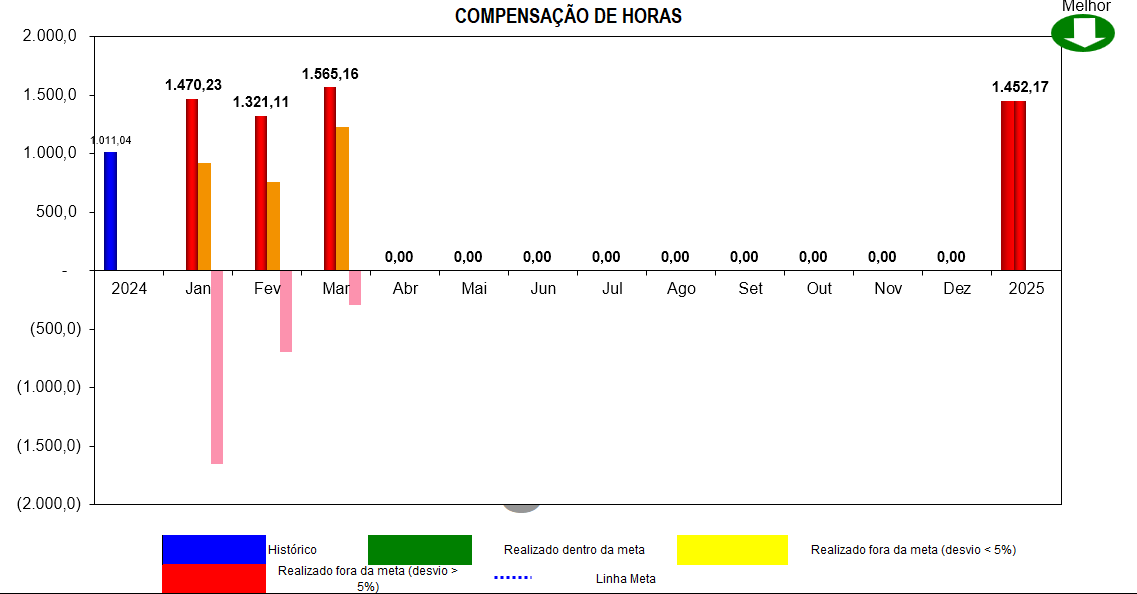 COMPENSAÇÃO DE HORAS
Melhor
2.000,0
1.500,0
1.000,0
500,0
-
(500,0)
(1.000,0)
(1.500,0)
(2.000,0)
1.011,04
1.470,23
1.321,11
1.565,16
0,00
0,00
0,00
0,00
0,00
0,00
0,00
0,00
0,00
1.452,17
2024
Jan
Fev
Mar
Abr
Mai
Jun
Jul
Ago
Set
Out
Nov
Dez
2025
Histórico
Realizado dentro da meta
Realizado fora da meta (desvio < 5%)
Realizado fora da meta (desvio >
5%)
Linha Meta